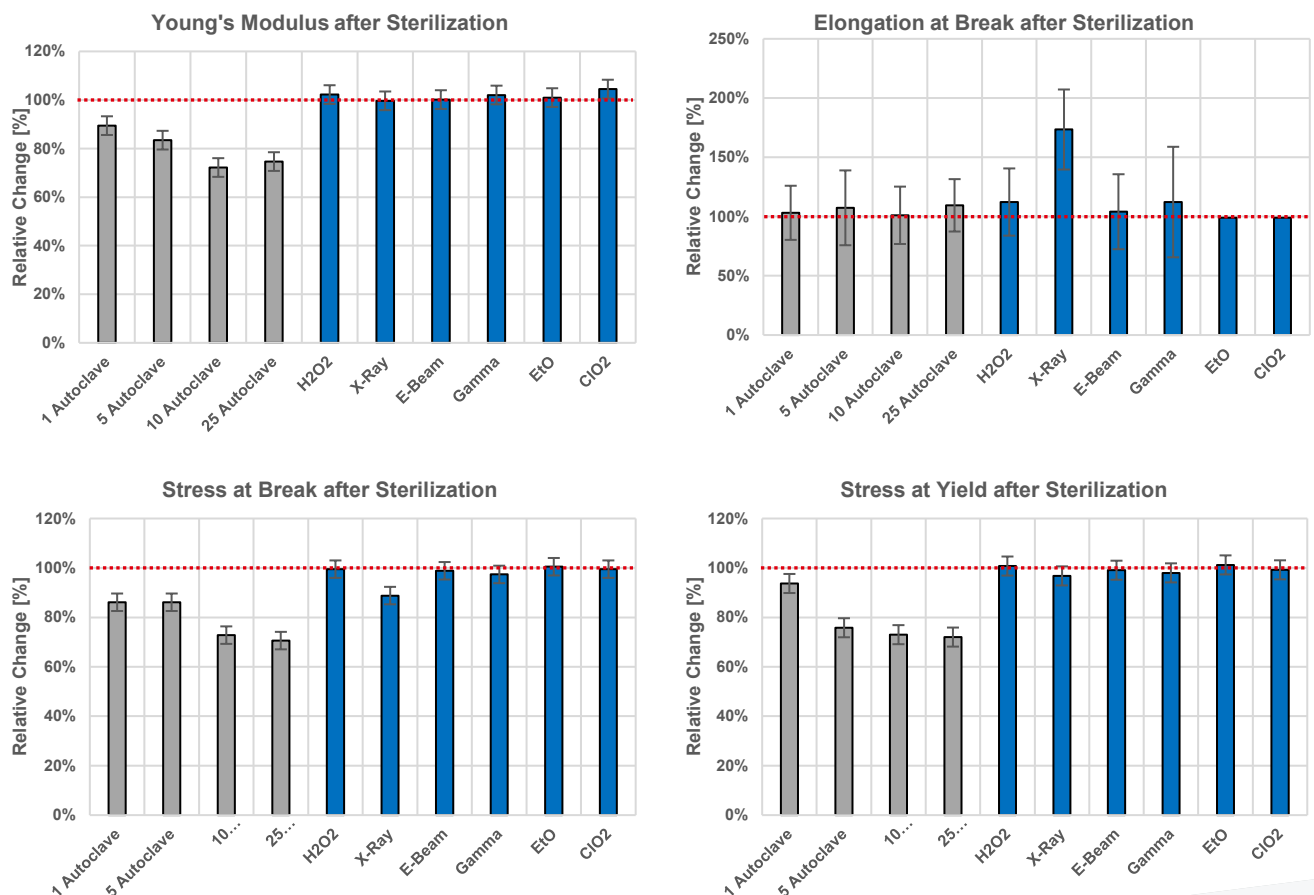 Young's Modulus after Sterilization
120%
100%
80%
60%
40%
20%
0%
Relative Change [%]
1 Autoclave
5 Autoclave
10 Autoclave
25 Autoclave
H2O2
X-Ray
E-Beam
Gamma
EtO
ClO2
Elongation at Break after Sterilization
250%
200%
150%
100%
50%
0%
Relative Change [%]
1 Autoclave
5 Autoclave
10 Autoclave
25 Autoclave
H2O2
X-Ray
E-Beam
Gamma
EtO
ClO2
Stress at Break after Sterilization
120%
100%
80%
60%
40%
20%
0%
Relative Change [%]
1 Autoclave
5 Autoclave
10...
25...
H2O2
X-Ray
E-Beam
Gamma
EtO
ClO2
Stress at Yield after Sterilization
120%
100%
80%
60%
40%
20%
0%
Relative Change [%]
1 Autoclave
5 Autoclave
10...
25...
H2O2
X-Ray
E-Beam
Gamma
EtO
ClO2